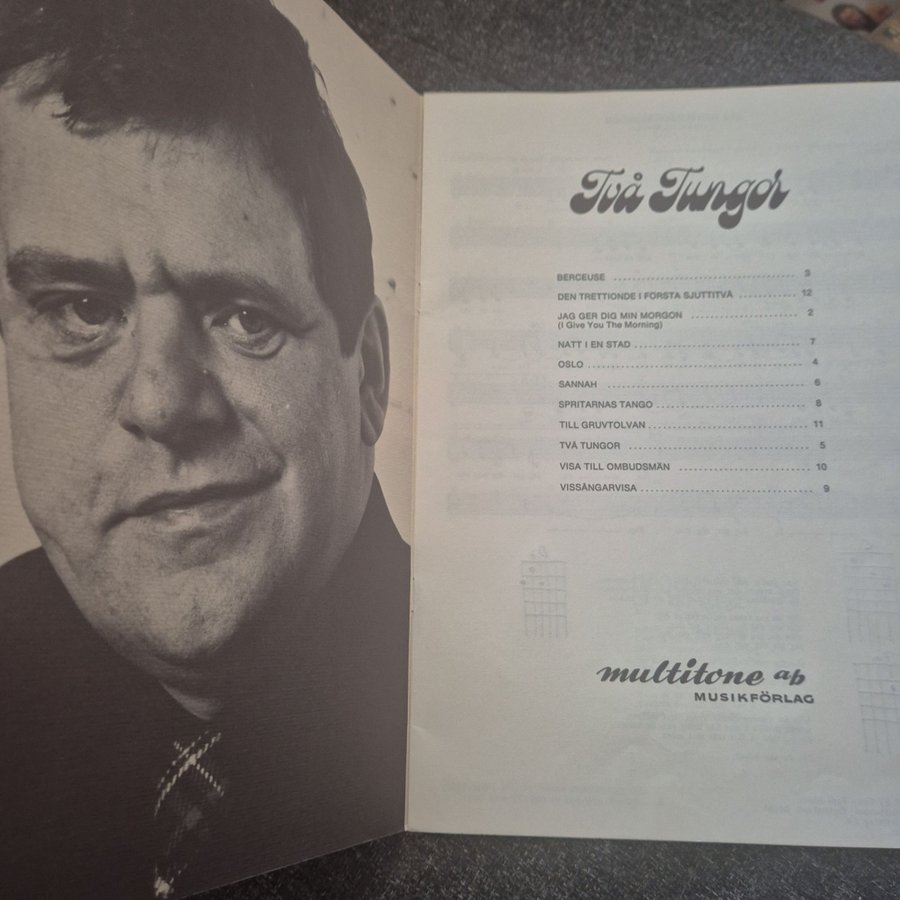 Två Tungor
BERCEUSE 3
DEN TRETTIONDE I FÖRSTA SJUTTITVÅ 12
JAG GER DIG MIN MORGON 2
(I Give You The Morning)
NATT I EN STAD 7
OSLO 4
SANNAH 6
SPRITARNAS TANGO 8
TILL GRUVTOLVAN 11
TVÅ TUNGOR 5
VISA TILL OMBUDSMÄN 10
VISSÅNGARVISA 9
multitone ab
MUSIKFÖRLAG